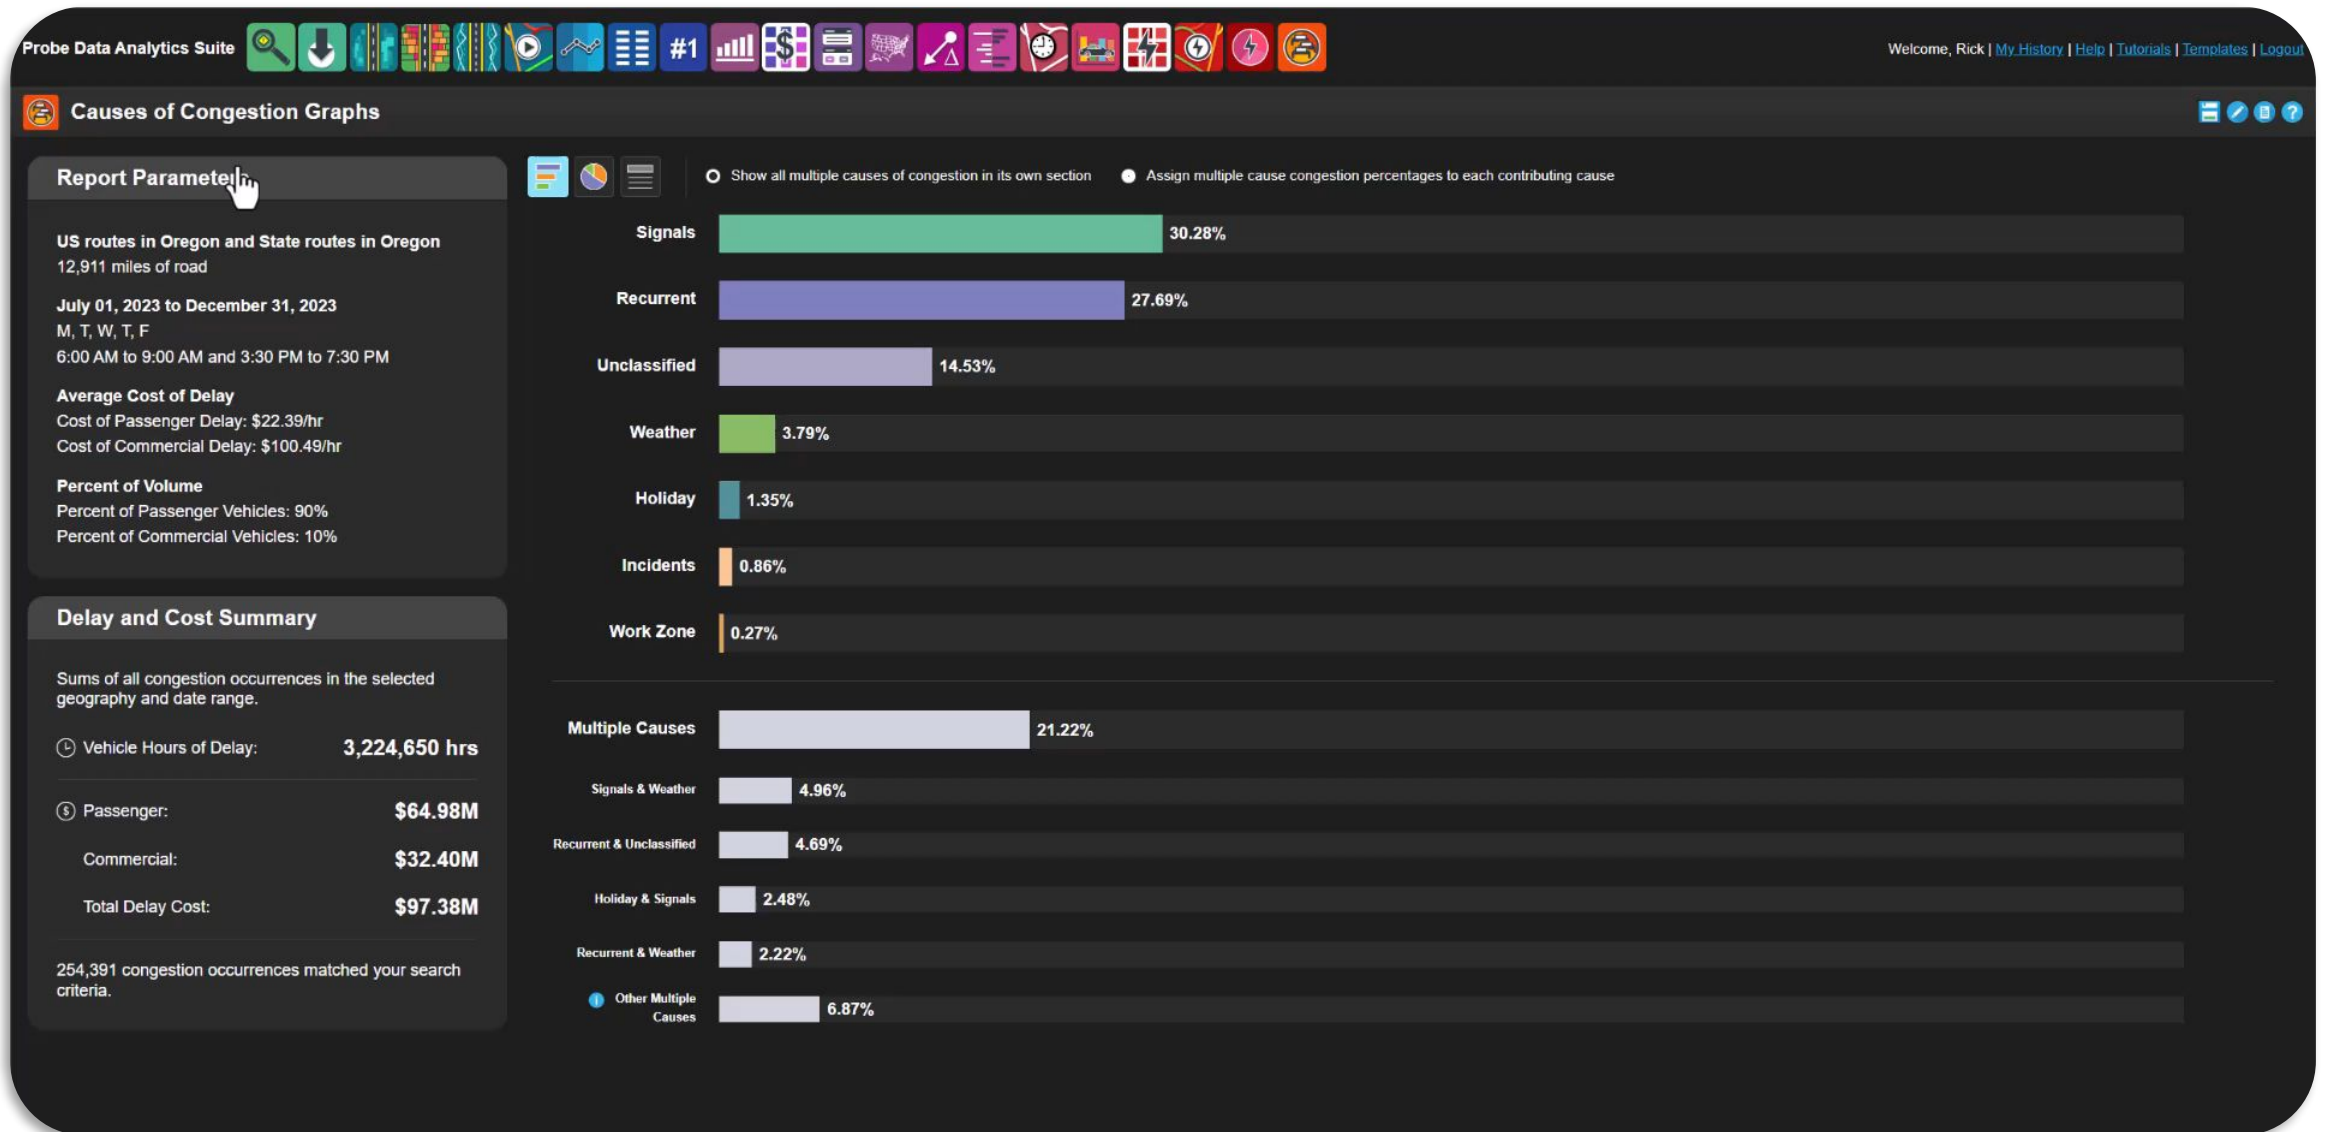 Probe Data Analytics Suite
#1
Welcome, Rick | My History | Help | Tutorials | Templates | Logout
Causes of Congestion Graphs
Report Parameters
US routes in Oregon and State routes in Oregon
12,911 miles of road
July 01, 2023 to December 31, 2023
M, T, W, T, F
6:00 AM to 9:00 AM and 3:30 PM to 7:30 PM
Average Cost of Delay
Cost of Passenger Delay: $22.39/hr
Cost of Commercial Delay: $100.49/hr
Percent of Volume
Percent of Passenger Vehicles: 90%
Percent of Commercial Vehicles: 10%
Delay and Cost Summary
Sums of all congestion occurrences in the selected
geography and date range.
Vehicle Hours of Delay: 3,224,650 hrs
Passenger: $64.98M
Commercial: $32.40M
Total Delay Cost: $97.38M
254,391 congestion occurrences matched your search
criteria.
Show all multiple causes of congestion in its own section
Assign multiple cause congestion percentages to each contributing cause
Signals 30.28%
Recurrent 27.69%
Unclassified 14.53%
Weather 3.79%
Holiday 1.35%
Incidents 0.86%
Work Zone 0.27%
Multiple Causes 21.22%
Signals & Weather 4.96%
Recurrent & Unclassified 4.69%
Holiday & Signals 2.48%
Recurrent & Weather 2.22%
Other Multiple
Causes 6.87%